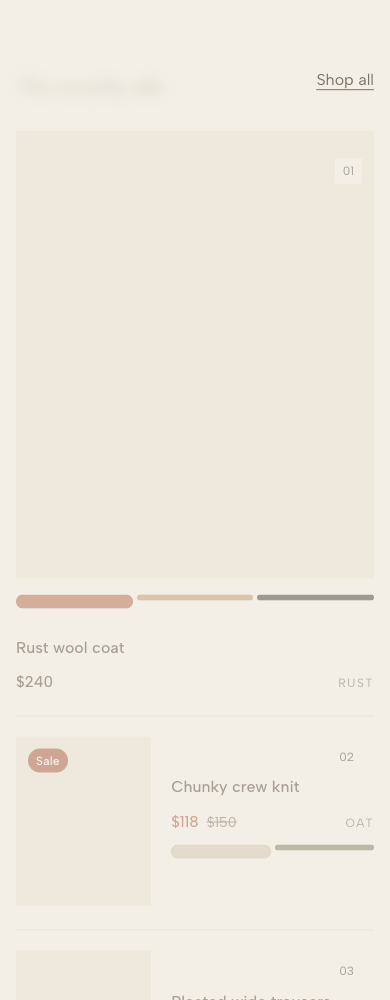 Shop all
01
Rust wool coat
$240
RUST
Sale
02
Chunky crew knit
$118 $150
OAT
03